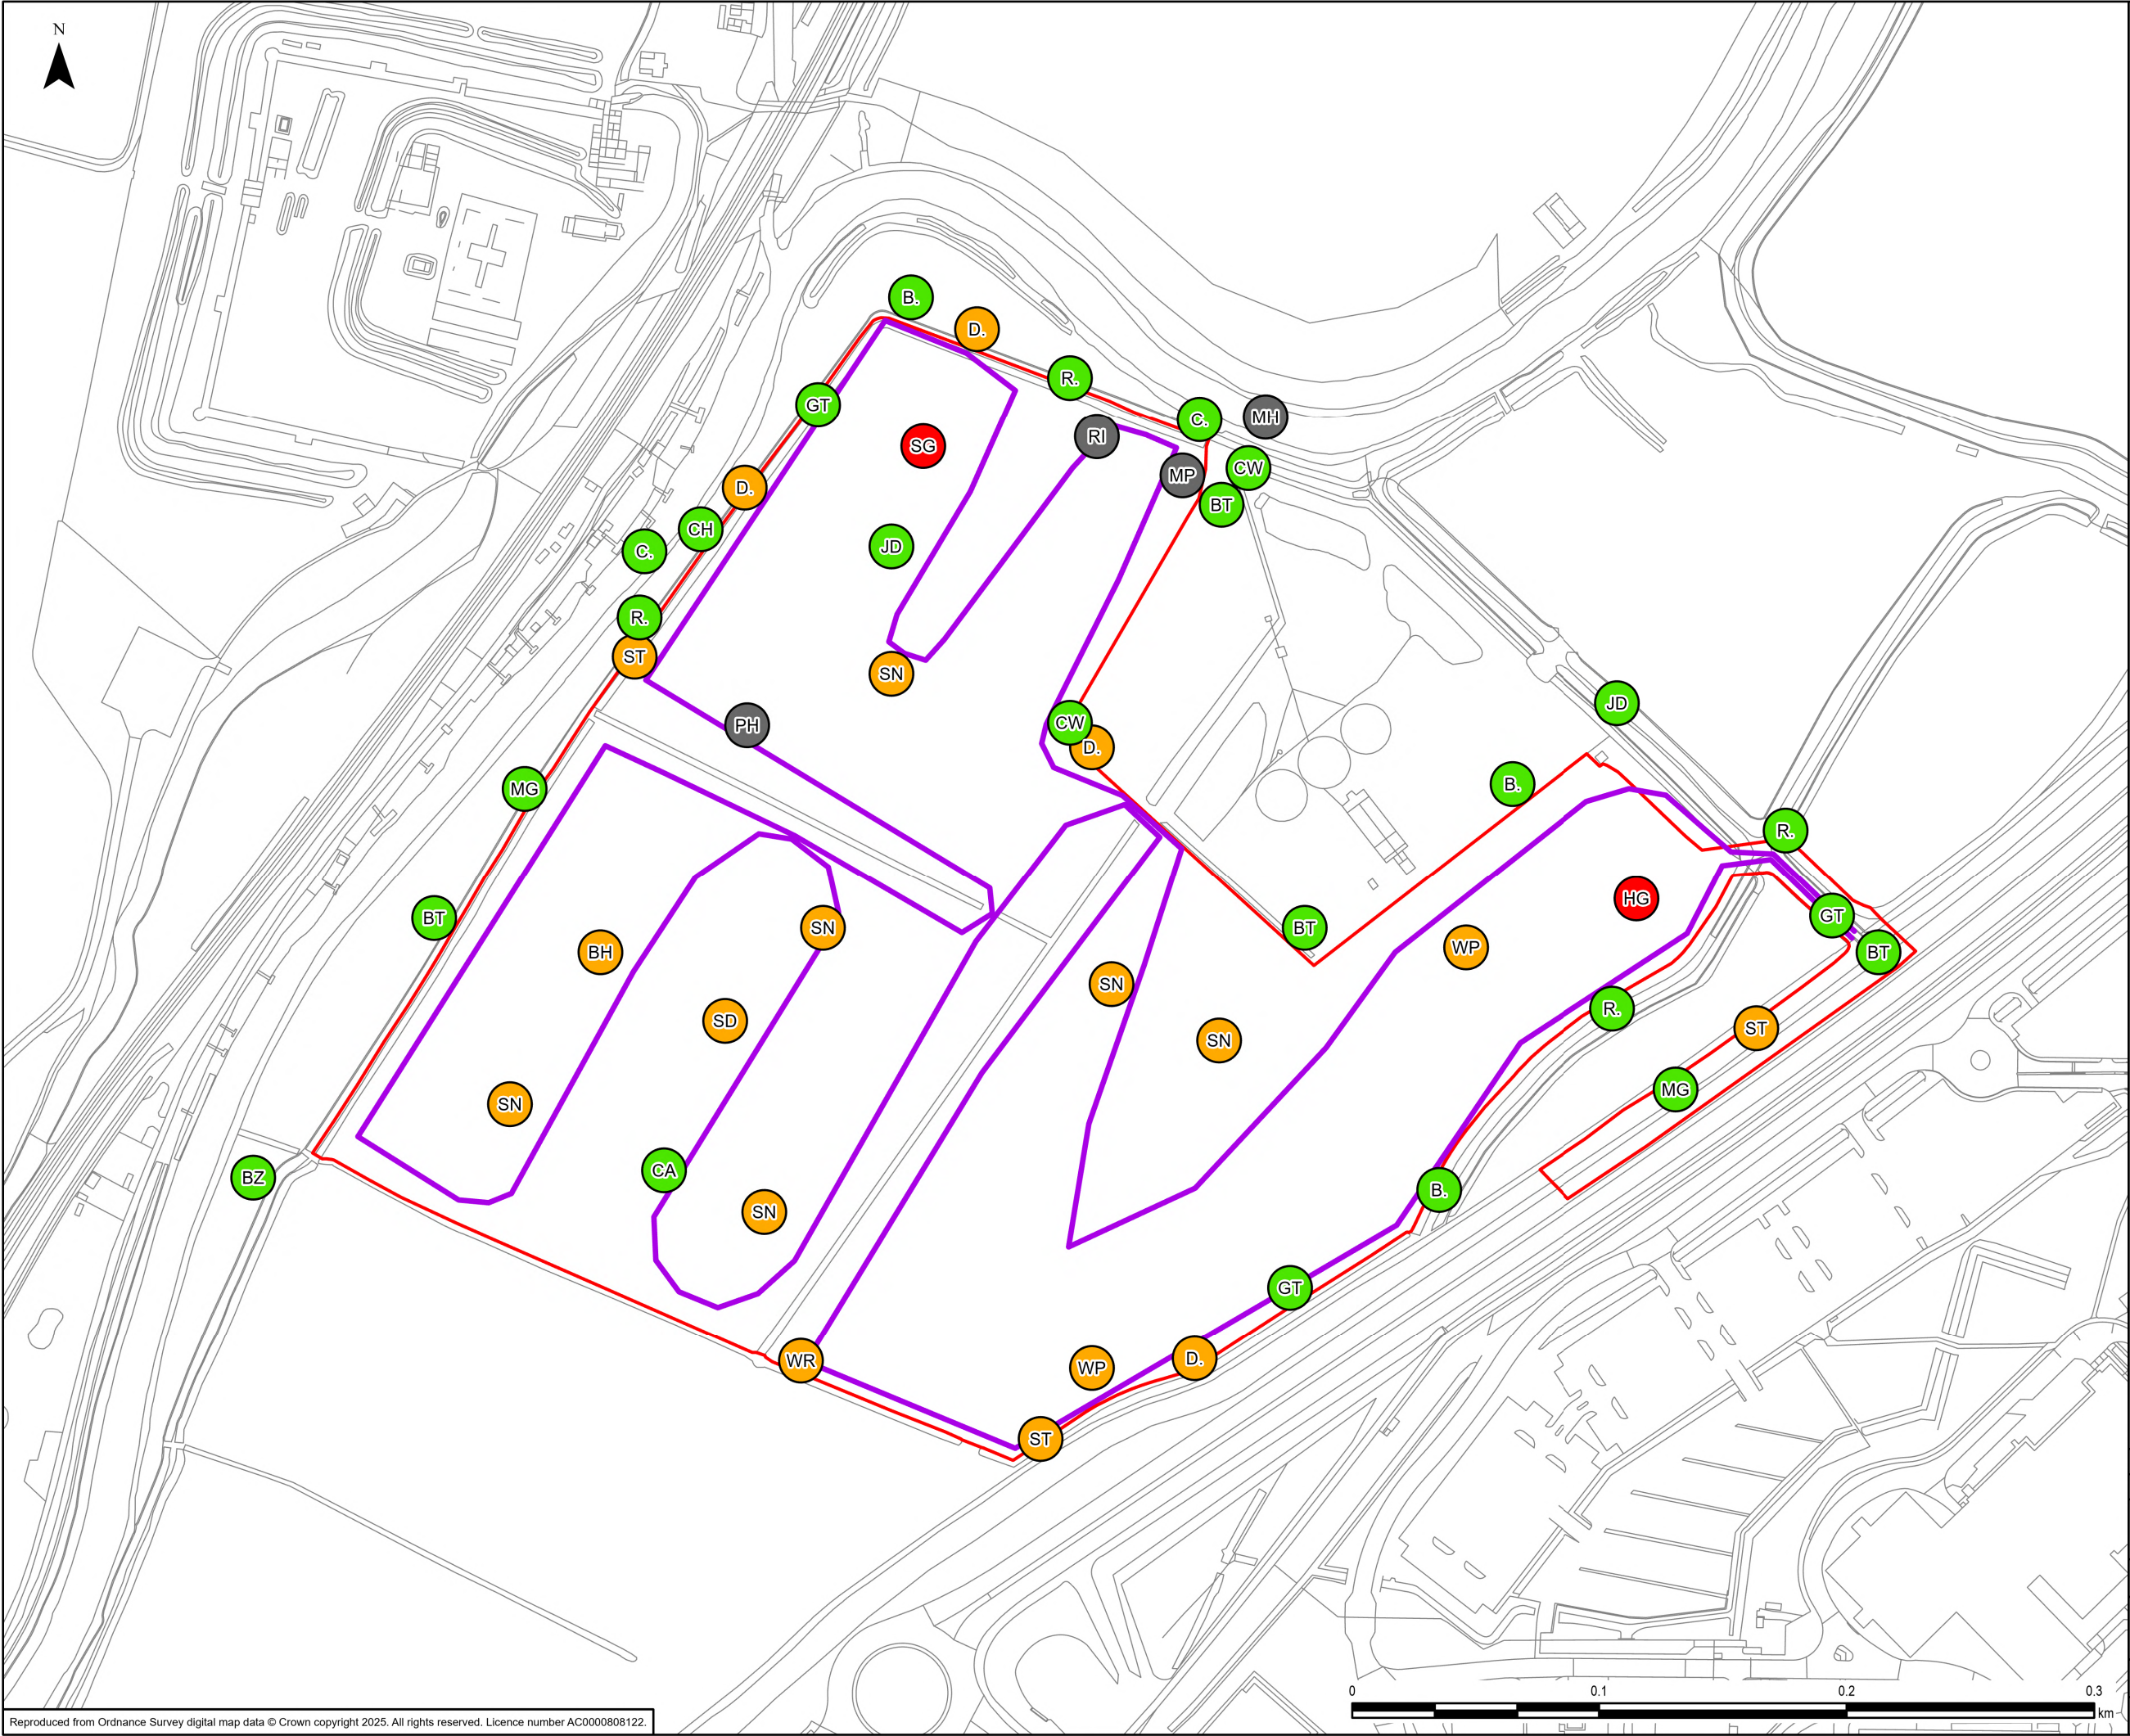 N
B.
D.
R.
GT
C.
MH
RI
SG
CW
MP
D.
BT
CH
JD
C.
R.
ST
SN
JD
PH
CW
D.
B.
MG
R.
HG
GT
BT
SN
BT
WP
BH
BT
SN
R.
SD
ST
SN
MG
SN
CA
BZ
B.
SN
GT
D.
WR
WP
ST
0
0.1
0.2
0.3
km
Reproduced from Ordnance Survey digital map data © Crown copyright 2025. All rights reserved. Licence number AC0000808122.